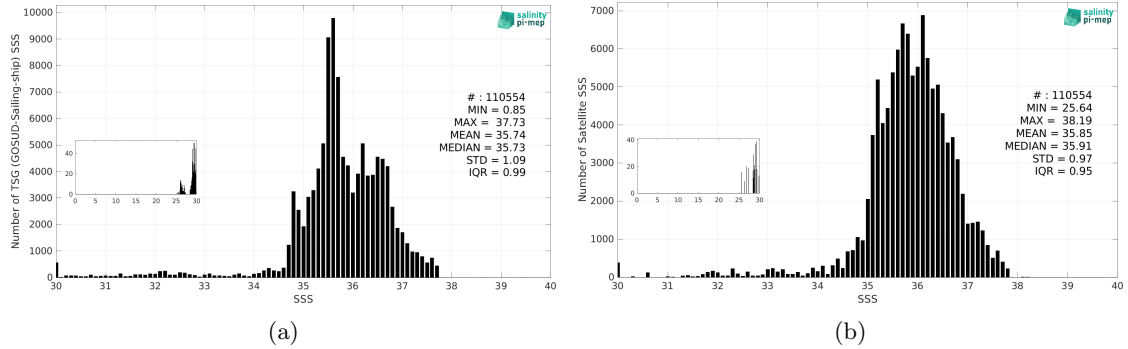 10000
9000
8000
7000
6000
5000
4000
3000
2000
1000
0
Number of TSG (GOSUD-Sailing-ship) SSS
salinity
pi-mep
# : 110554
MIN = 0.85
MAX = 37.73
MEAN = 35.74
MEDIAN = 35.73
STD = 1.09
IQR = 0.99
40
20
0
0 5 10 15 20 25 30
30 31 32 33 34 35 36 37 38 39 40
SSS
(a)
7000
6000
5000
4000
3000
2000
1000
0
Number of Satellite SSS
salinity
pi-mep
# : 110554
MIN = 25.64
MAX = 38.19
MEAN = 35.85
MEDIAN = 35.91
STD = 0.97
IQR = 0.95
40
20
0
0 5 10 15 20 25 30
30 31 32 33 34 35 36 37 38 39 40
SSS
(b)